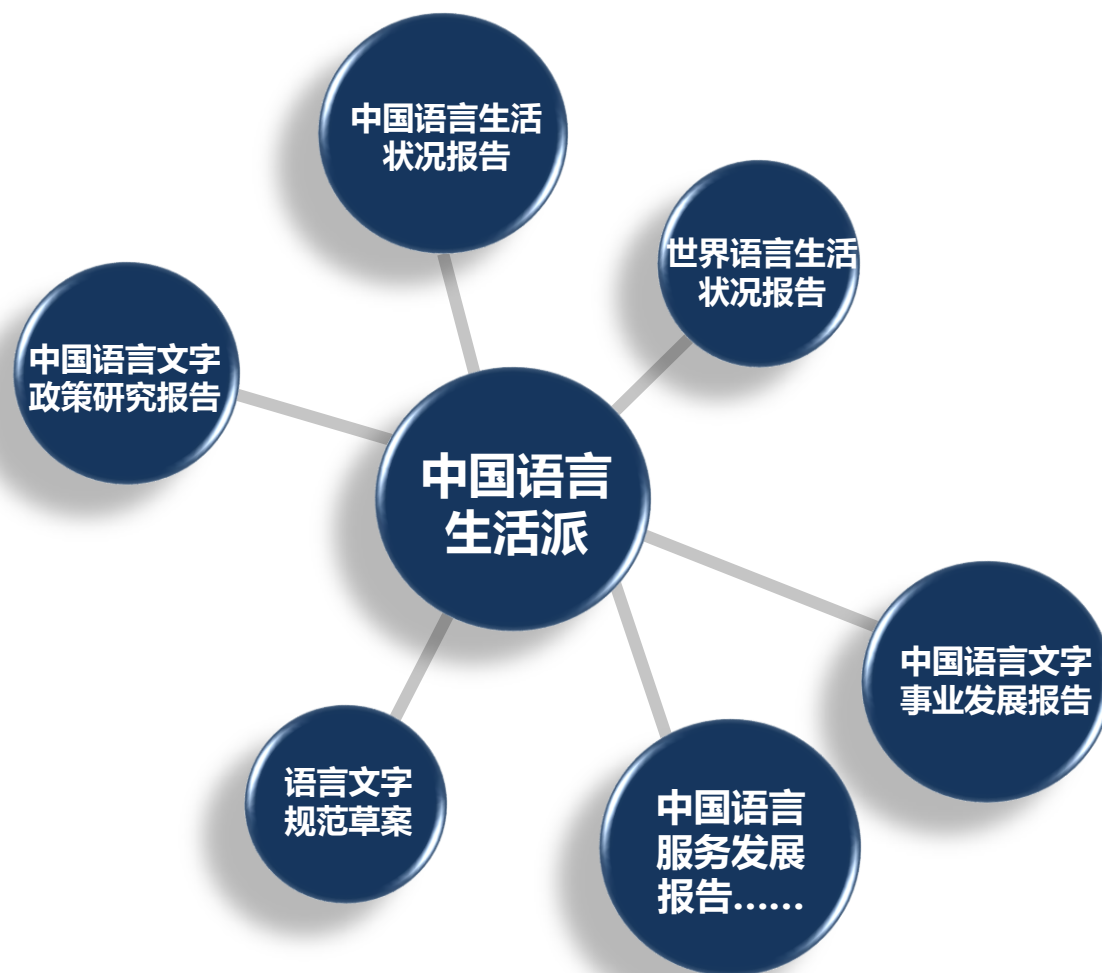 中国语言生活
状况报告
世界语言生活
状况报告
中国语言文字
政策研究报告
中国语言
生活派
中国语言文字
事业发展报告
语言文字
规范草案
中国语言
服务发展
报告……